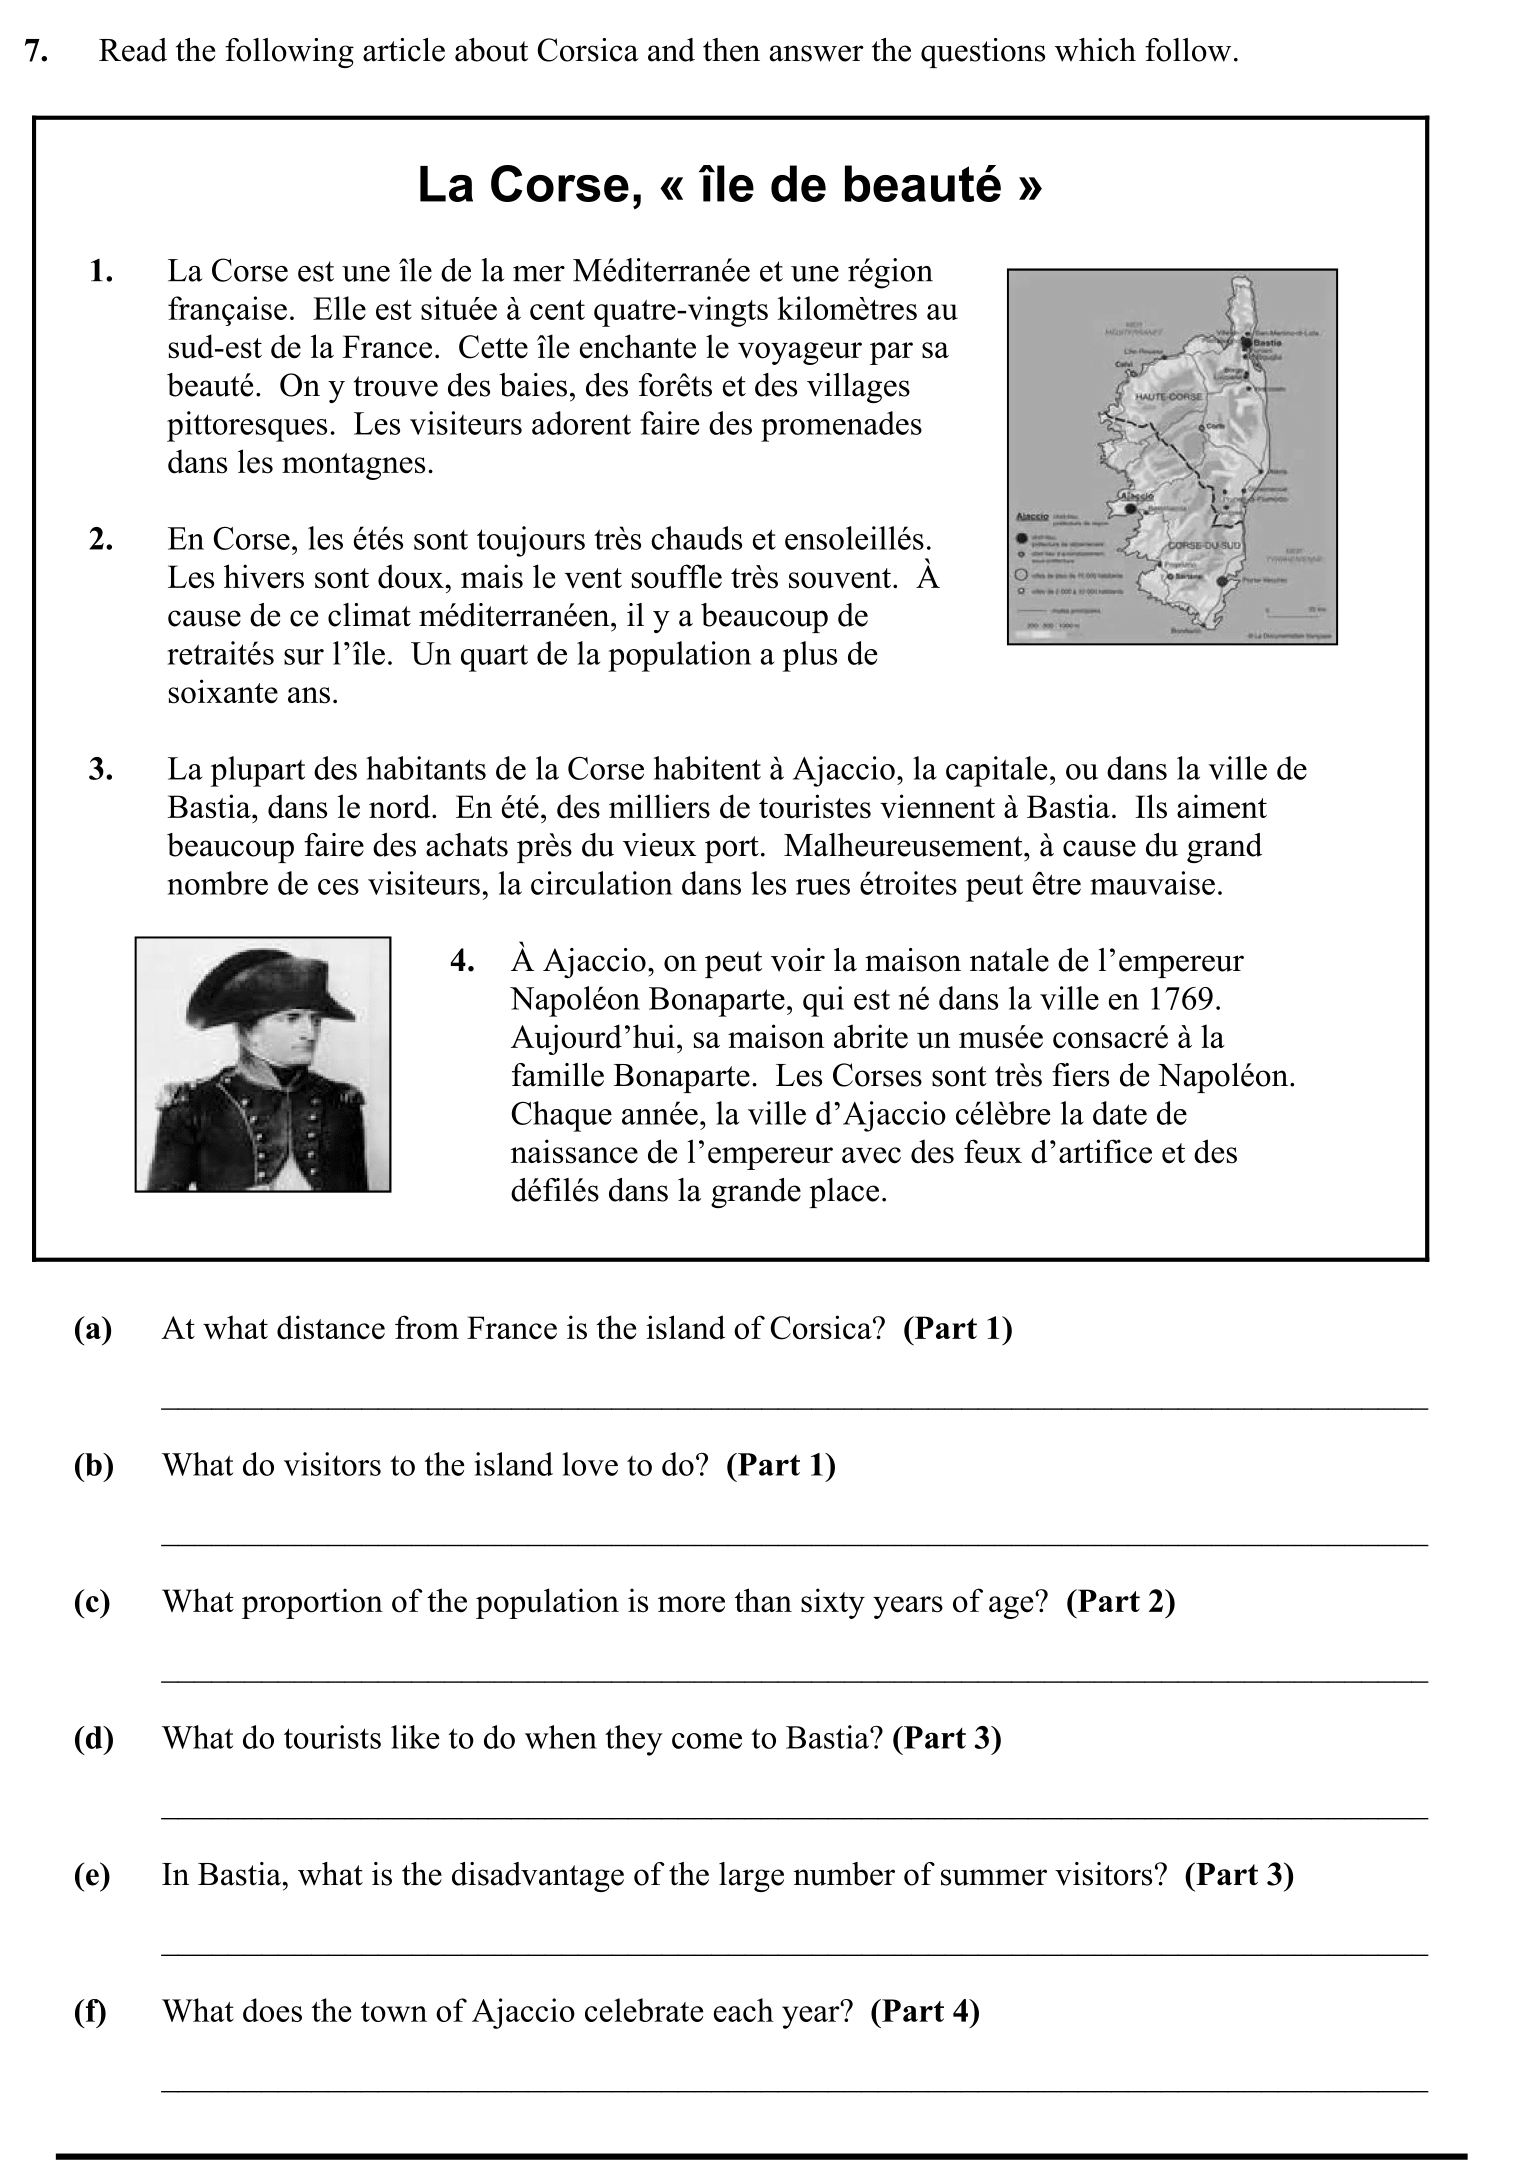 7. Read the following article about Corsica and then answer the questions which follow.
La Corse, « île de beauté »
1. La Corse est une île de la mer Méditerranée et une région
française. Elle est située à cent quatre-vingts kilomètres au
sud-est de la France. Cette île enchante le voyageur par sa
beauté. On y trouve des baies, des forêts et des villages
pittoresques. Les visiteurs adorent faire des promenades
dans les montagnes.
Bastia
Calvi
HAUTE-CORSE
Corte
Ajaccio
Ajaccio
CORSE-DU-SUD
Sartène
Porto-Vecchio
Bonifacio
© La Documentation française
2. En Corse, les étés sont toujours très chauds et ensoleillés.
Les hivers sont doux, mais le vent souffle très souvent. À
cause de ce climat méditerranéen, il y a beaucoup de
retraités sur l’île. Un quart de la population a plus de
soixante ans.
3. La plupart des habitants de la Corse habitent à Ajaccio, la capitale, ou dans la ville de
Bastia, dans le nord. En été, des milliers de touristes viennent à Bastia. Ils aiment
beaucoup faire des achats près du vieux port. Malheureusement, à cause du grand
nombre de ces visiteurs, la circulation dans les rues étroites peut être mauvaise.
4. À Ajaccio, on peut voir la maison natale de l’empereur
Napoléon Bonaparte, qui est né dans la ville en 1769.
Aujourd’hui, sa maison abrite un musée consacré à la
famille Bonaparte. Les Corses sont très fiers de Napoléon.
Chaque année, la ville d’Ajaccio célèbre la date de
naissance de l’empereur avec des feux d’artifice et des
défilés dans la grande place.
(a) At what distance from France is the island of Corsica? (Part 1)
(b) What do visitors to the island love to do? (Part 1)
(c) What proportion of the population is more than sixty years of age? (Part 2)
(d) What do tourists like to do when they come to Bastia? (Part 3)
(e) In Bastia, what is the disadvantage of the large number of summer visitors? (Part 3)
(f) What does the town of Ajaccio celebrate each year? (Part 4)